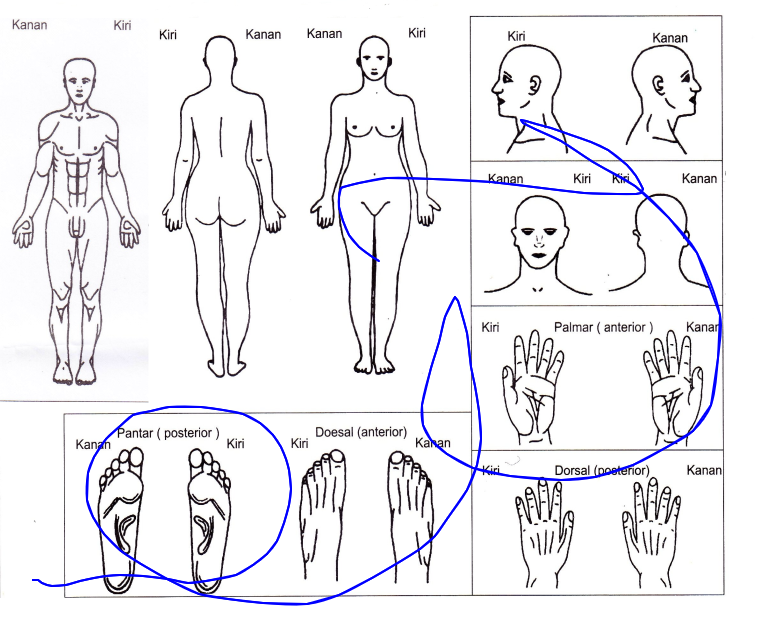 Kanan Kiri
Kiri Kanan
Kanan Kiri
Kiri Kanan
Kanan Kiri
Kiri Kanan
Kiri Palmar ( anterior ) Kanan
Kiri Dorsal (posterior) Kanan
Kanan Pantar ( posterior ) Kiri
Kiri Doesal (anterior) Kanan